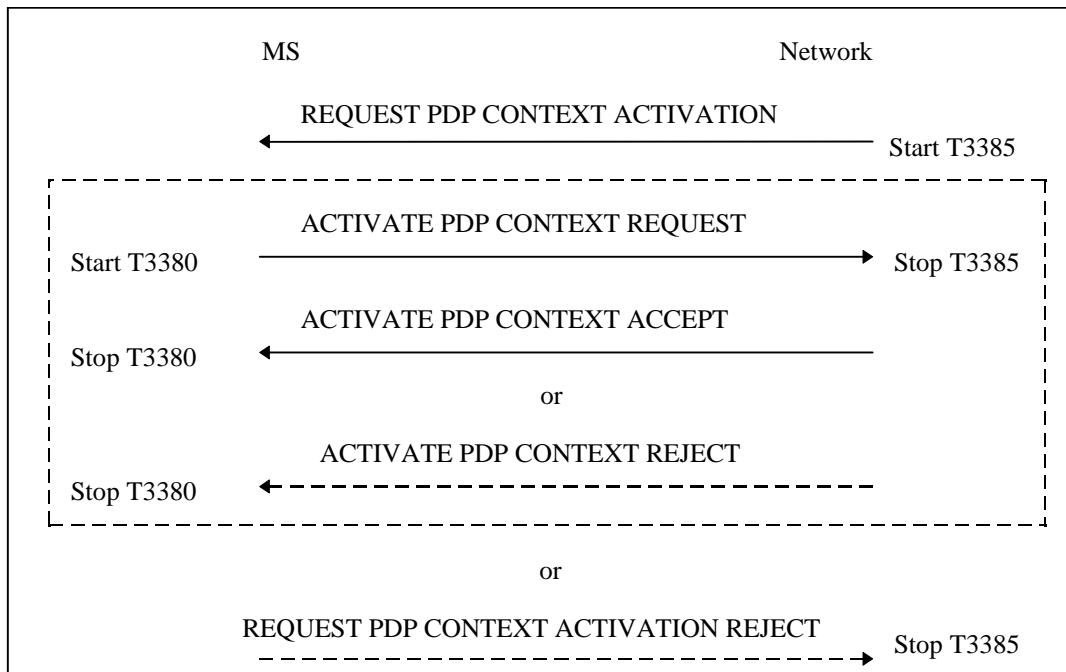 MS Network
REQUEST PDP CONTEXT ACTIVATION
Start T3385
ACTIVATE PDP CONTEXT REQUEST
Start T3380 Stop T3385
ACTIVATE PDP CONTEXT ACCEPT
Stop T3380
or
ACTIVATE PDP CONTEXT REJECT
Stop T3380
or
REQUEST PDP CONTEXT ACTIVATION REJECT
Stop T3385